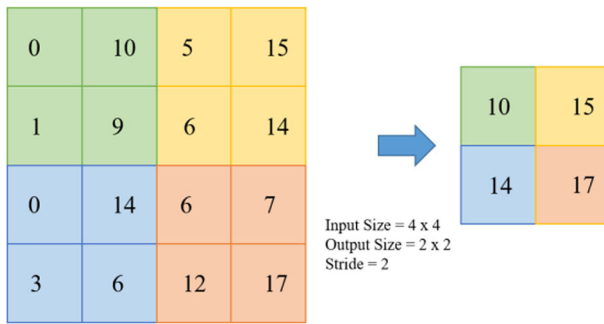 0 10 5 15
1 9 6 14
0 14 6 7
3 6 12 17
10 15
14 17
Input Size = 4 x 4
Output Size = 2 x 2
Stride = 2